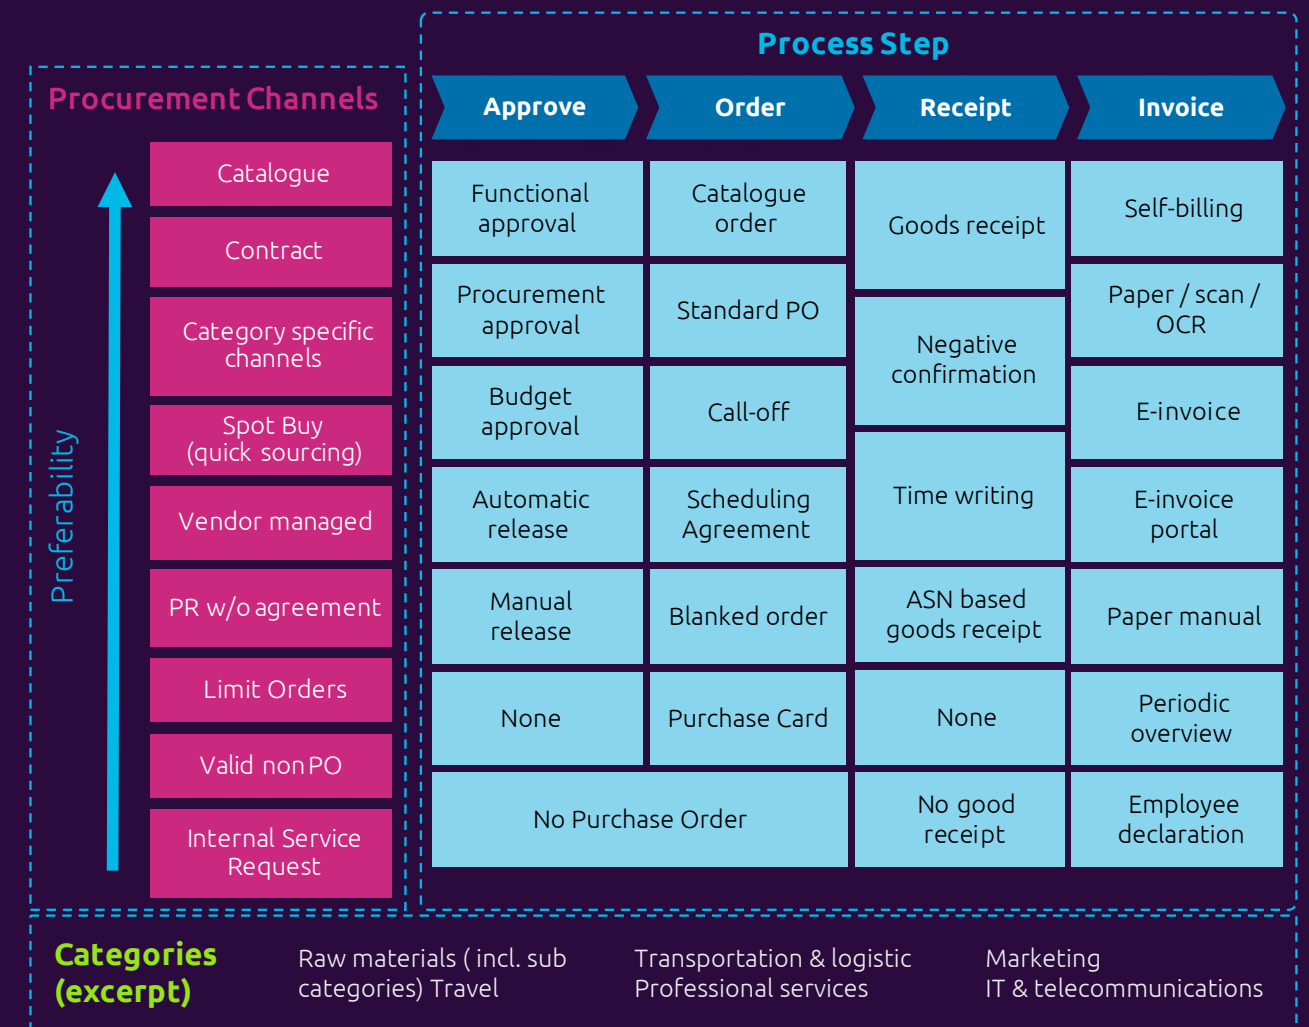 Process Step
Procurement Channels
Approve
Order
Receipt
Invoice
Preferability
Catalogue
Contract
Category specific
channels
Spot Buy
(quick sourcing)
Vendor managed
PR w/o agreement
Limit Orders
Valid non PO
Internal Service
Request
Functional
approval
Procurement
approval
Budget
approval
Automatic
release
Manual
release
None
No Purchase Order
Catalogue
order
Standard PO
Call-off
Scheduling
Agreement
Blanked order
Purchase Card
Goods receipt
Negative
confirmation
Time writing
ASN based
goods receipt
None
No good
receipt
Self-billing
Paper / scan /
OCR
E-invoice
E-invoice
portal
Paper manual
Periodic
overview
Employee
declaration
Categories
(excerpt)
Raw materials ( incl. sub
categories) Travel
Transportation & logistic
Professional services
Marketing
IT & telecommunications